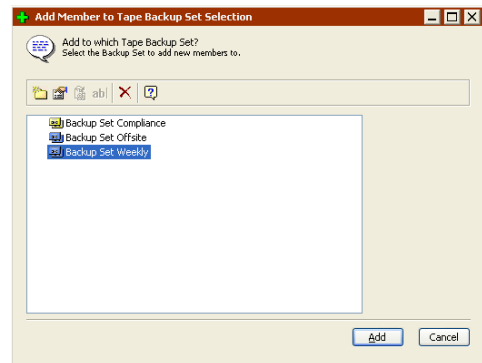 Add Member to Tape Backup Set Selection
Add to which Tape Backup Set?
Select the Backup Set to add new members to.
ab|
Backup Set Compliance
Backup Set Offsite
Backup Set Weekly
Add
Cancel